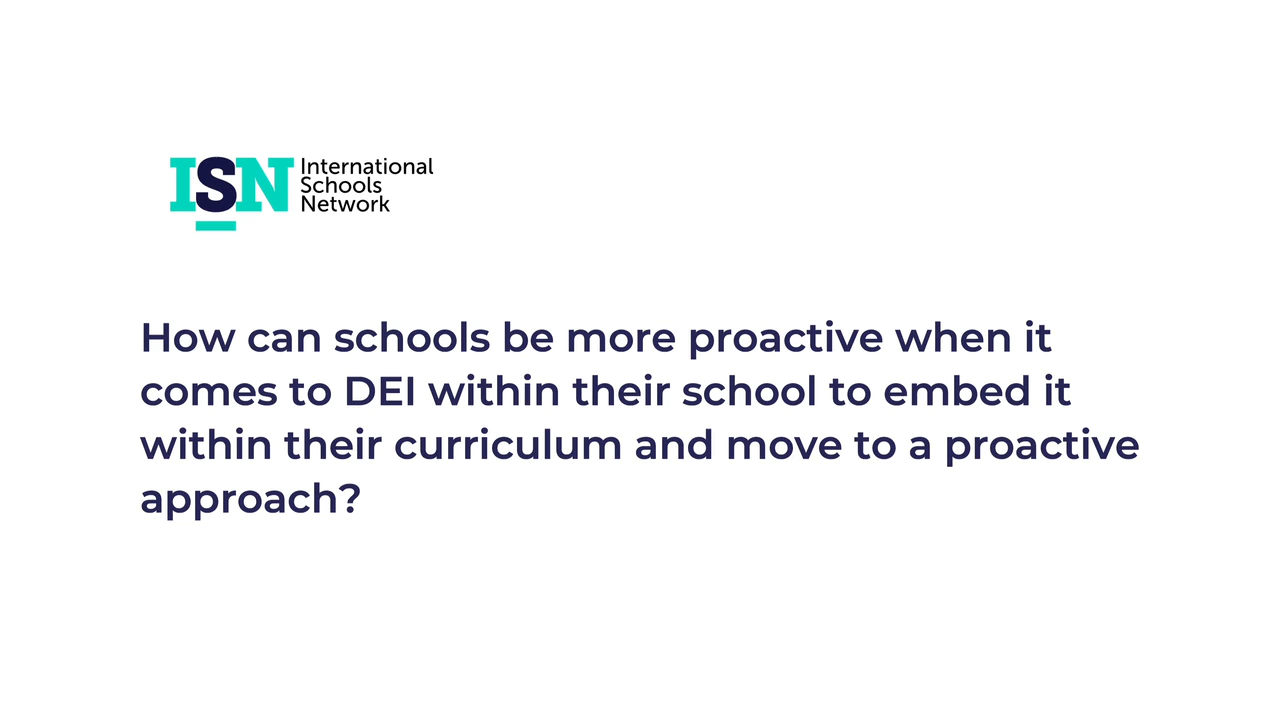 ISN
International
Schools
Network
How can schools be more proactive when it
comes to DEI within their school to embed it
within their curriculum and move to a proactive
approach?